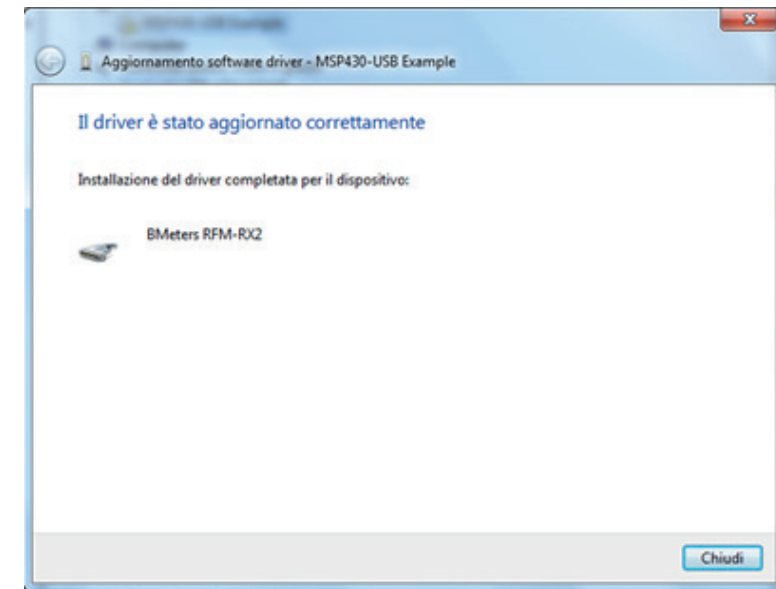 Aggiornamento software driver - MSP430-USB Example
Il driver è stato aggiornato correttamente
Installazione del driver completata per il dispositivo:
BMeters RFM-RX2
Chiudi